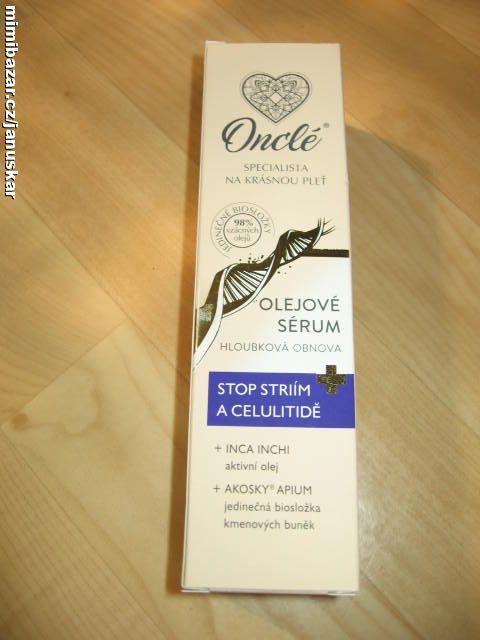 mimibazar.cz/januskar
Onclé®
SPECIALISTA
NA KRÁSNOU PLEŤ
JEDINEČNÉ BIOSLOŽKY
98%
vzácných
olejů
OLEJOVÉ
SÉRUM
HLOUBKOVÁ OBNOVA
STOP STRIÍM
A CELULITIDĚ
+ INCA INCHI
aktivní olej
+ AKOSKY® APIUM
jedinečná biosložka
kmenových buněk